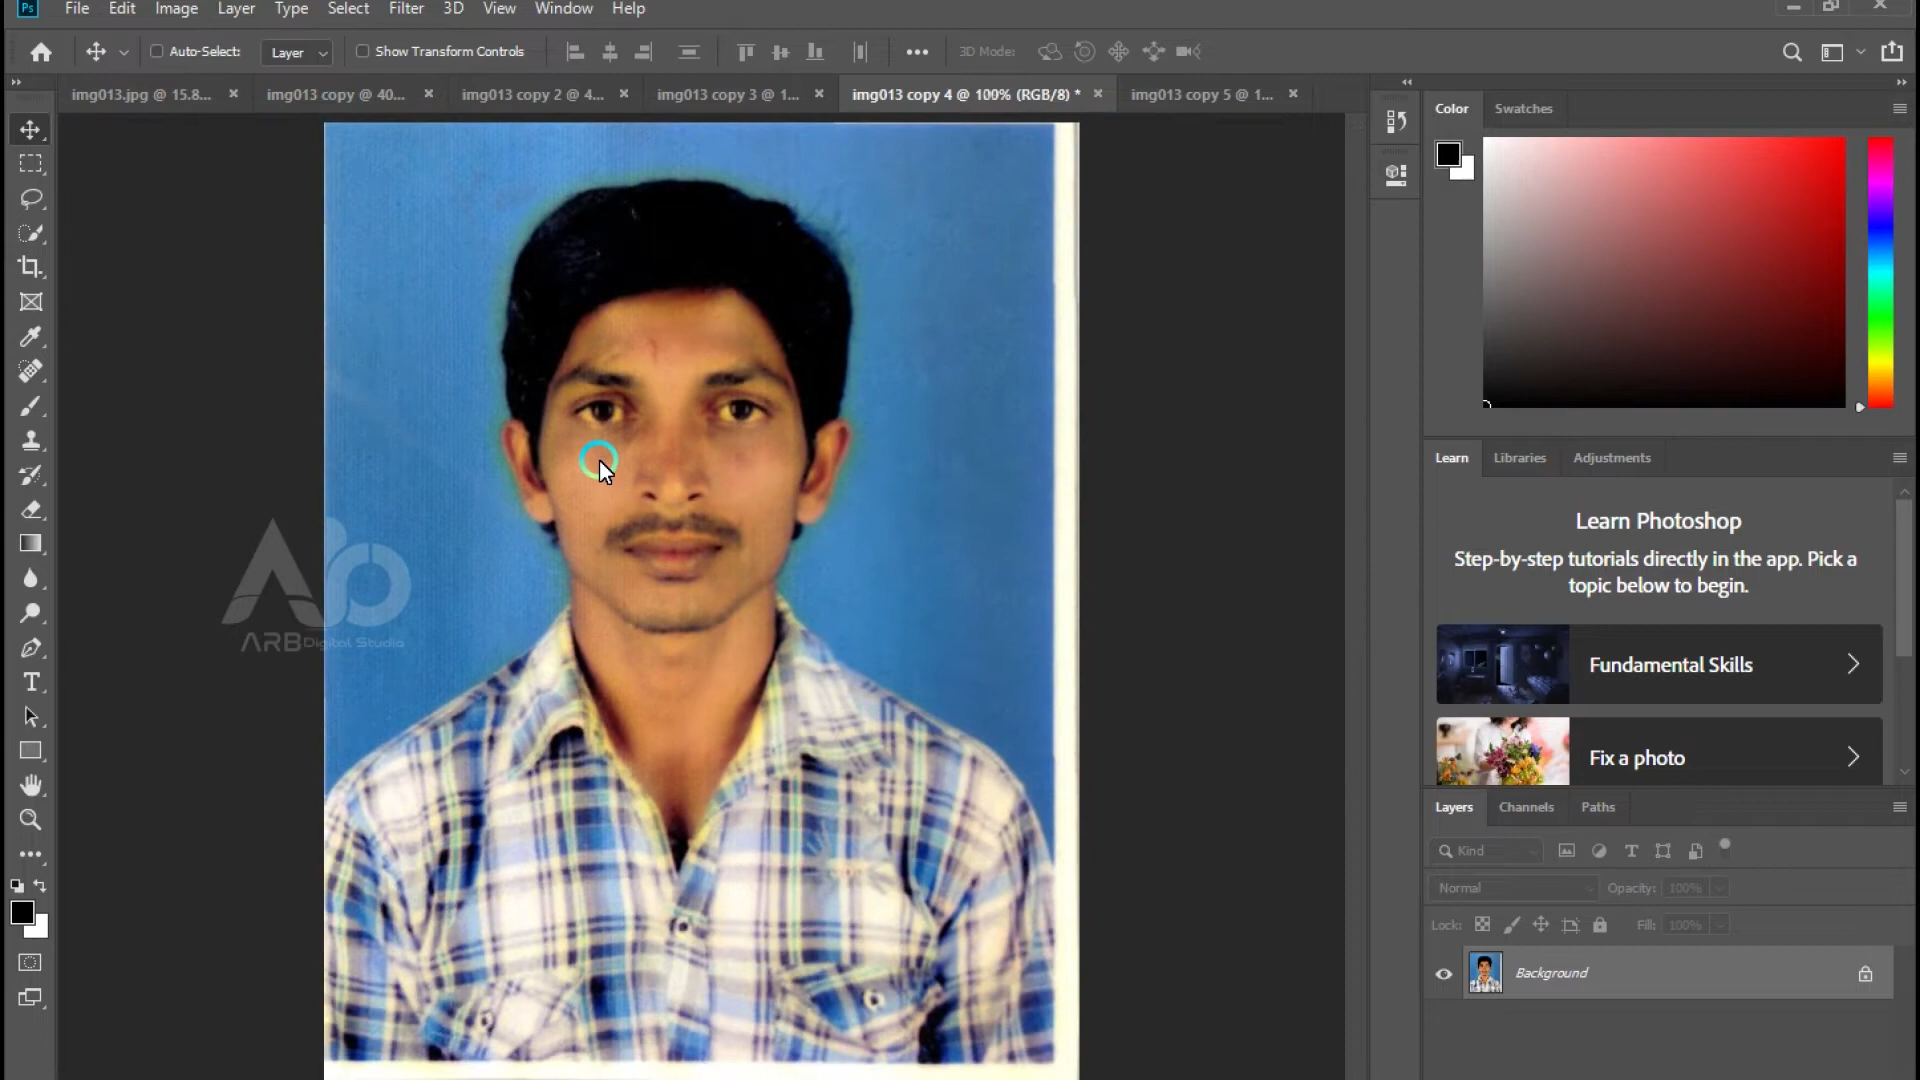 Ps File Edit Image Layer Type Select Filter 3D View Window Help
Auto-Select: Layer Show Transform Controls 3D Mode:
img013.jpg @ 15.8... img013 copy @ 40... img013 copy 2 @ 4... img013 copy 3 @ 1... img013 copy 4 @ 100% (RGB/8) * img013 copy 5 @ 1...
Color Swatches
Learn Libraries Adjustments
Learn Photoshop
Step-by-step tutorials directly in the app. Pick a
topic below to begin.
Fundamental Skills
Fix a photo
ARB Digital Studio
Layers Channels Paths
Kind
Normal Opacity: 100%
Lock: Fill: 100%
Background